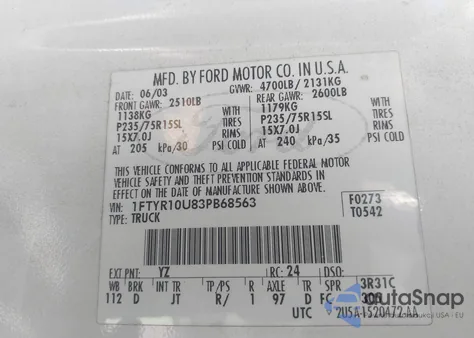 MFD. BY FORD MOTOR CO. IN U.S.A.
DATE: 06/03 GVWR: 4700LB/ 2131KG
FRONT GAWR: 2510LB REAR GAWR: 2600LB
1138KG 1179KG
P235/75R15SL P235/75R15SL
15X7.0J RIMS 15X7.0J RIMS
AT 205 kPa/30 PSI COLD AT 240 kPa/35 PSI COLD
THIS VEHICLE CONFORMS TO ALL APPLICABLE FEDERAL MOTOR
VEHICLE SAFETY AND THEFT PREVENTION STANDARDS IN
EFFECT ON THE DATE OF MANUFACTURE SHOWN ABOVE.
VIN: 1FTYR10U83PB68563 F0273
TYPE: TRUCK T0542
EXT PNT: YZ RC: 24 DSO:
WB BRK INT TR TP/PS R AXLE TR SPR 3R31C
112 D JT R/ 1 97 D FC
UTC 2U5A-1520472-AA
AutoSnap